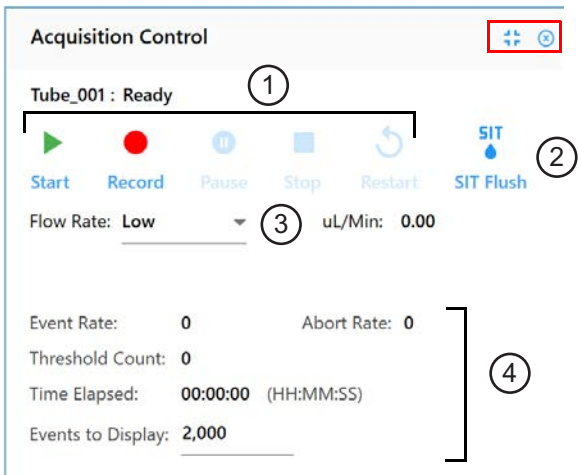 Acquisition Control
Tube_001 : Ready
1
SIT
2
Start Record Pause Stop Restart SIT Flush
Flow Rate: Low 3 uL/Min: 0.00
Event Rate: 0 Abort Rate: 0
Threshold Count: 0
4
Time Elapsed: 00:00:00 (HH:MM:SS)
Events to Display: 2,000